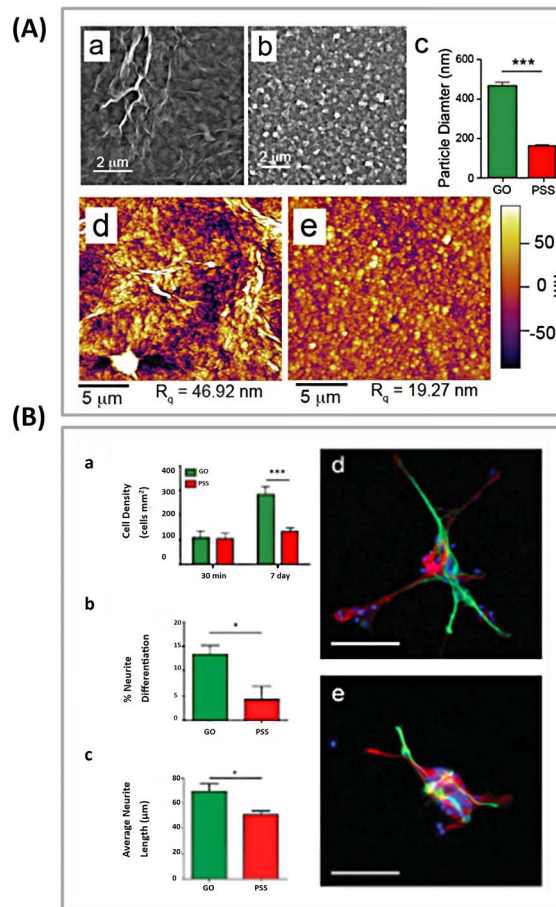 (A)
a
2 μm
b
2 μm
c
Particle Diamter (nm)
600
400
200
0
***
GO
PSS
d
5 μm
R_q = 46.92 nm
e
5 μm
R_q = 19.27 nm
50
0
-50
(B)
a
Cell Density
(cells mm²)
400
300
200
100
0
GO
PSS
***
30 min
7 day
b
% Neurite
Differentiation
20
15
10
5
0
*
GO
PSS
c
Average Neurite
Length (μm)
80
60
40
20
0
*
GO
PSS
d
e